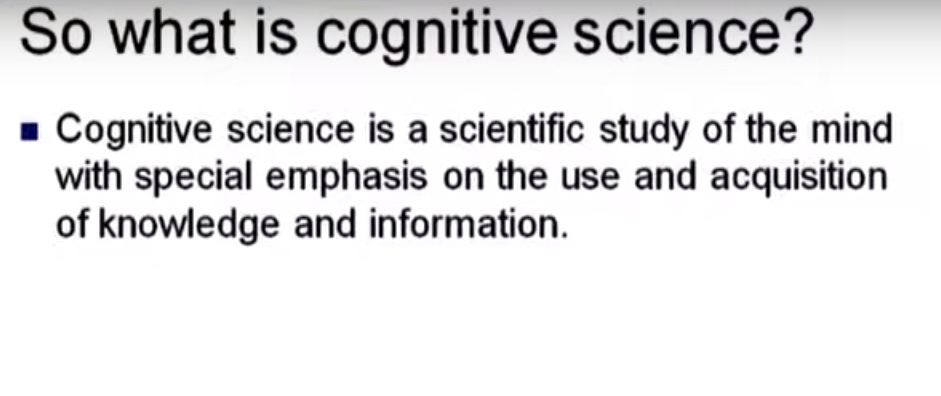 So what is cognitive science?
Cognitive science is a scientific study of the mind
with special emphasis on the use and acquisition
of knowledge and information.